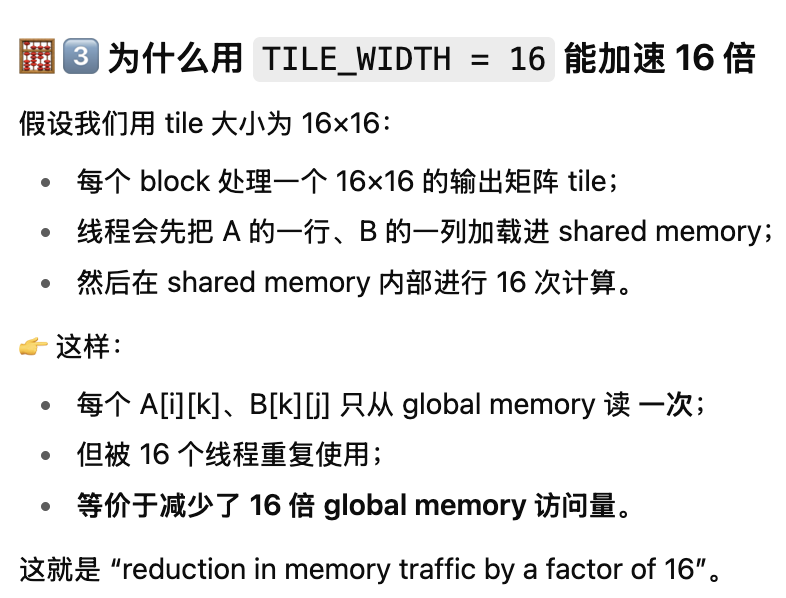 🧮 3️⃣ 为什么用 TILE_WIDTH = 16 能加速 16 倍
假设我们用 tile 大小为 16×16：
• 每个 block 处理一个 16×16 的输出矩阵 tile；
• 线程会先把 A 的一行、B 的一列加载进 shared memory；
• 然后在 shared memory 内部进行 16 次计算。
👉 这样：
• 每个 A[i][k]、B[k][j] 只从 global memory 读 一次；
• 但被 16 个线程重复使用；
• 等价于减少了 16 倍 global memory 访问量。
这就是 “reduction in memory traffic by a factor of 16”。